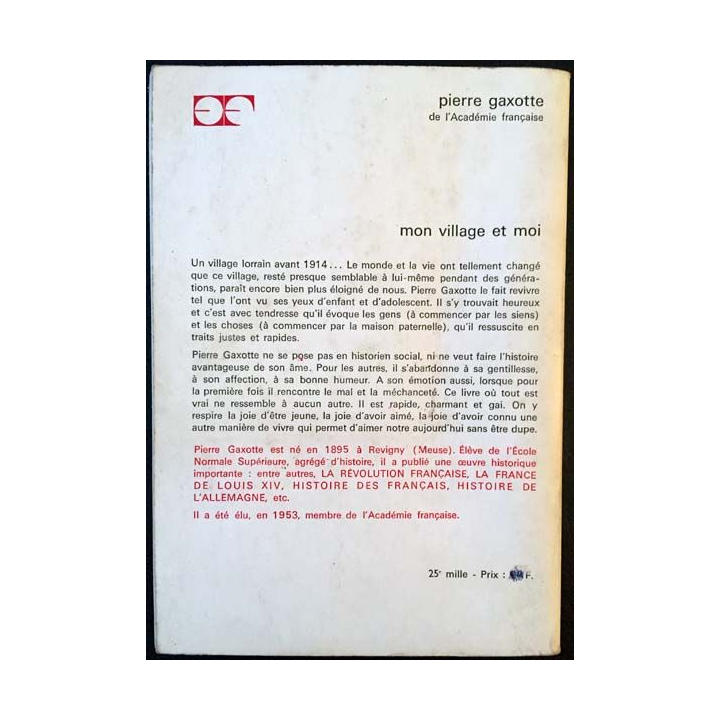 pierre gaxotte
de l'Académie française
mon village et moi
Un village lorrain avant 1914... Le monde et la vie ont tellement changé
que ce village, resté presque semblable à lui-même pendant des généra-
tions, paraît encore bien plus éloigné de nous. Pierre Gaxotte le fait revivre
tel que l'ont vu ses yeux d'enfant et d'adolescent. Il s'y trouvait heureux
et c'est avec tendresse qu'il évoque les gens (à commencer par les siens)
et les choses (à commencer par la maison paternelle), qu'il ressuscite en
traits justes et rapides.
Pierre Gaxotte ne se pose pas en historien social, ni ne veut faire l'histoire
avantageuse de son âme. Pour les autres, il s'abandonne à sa gentillesse,
à son affection, à sa bonne humeur. A son émotion aussi, lorsque pour
la première fois il rencontre le mal et la méchanceté. Ce livre où tout est
vrai ne ressemble à aucun autre. Il est rapide, charmant et gai. On y
respire la joie d'être jeune, la joie d'avoir aimé, la joie d'avoir connu une
autre manière de vivre qui permet d'aimer notre aujourd'hui sans être dupe.
Pierre Gaxotte est né en 1895 à Revigny (Meuse). Élève de l'École
Normale Supérieure, agrégé d'histoire, il a publié une œuvre historique
importante : entre autres, LA RÉVOLUTION FRANÇAISE, LA FRANCE
DE LOUIS XIV, HISTOIRE DES FRANÇAIS, HISTOIRE DE
L'ALLEMAGNE, etc.
Il a été élu, en 1953, membre de l'Académie française.
25e mille - Prix : F.